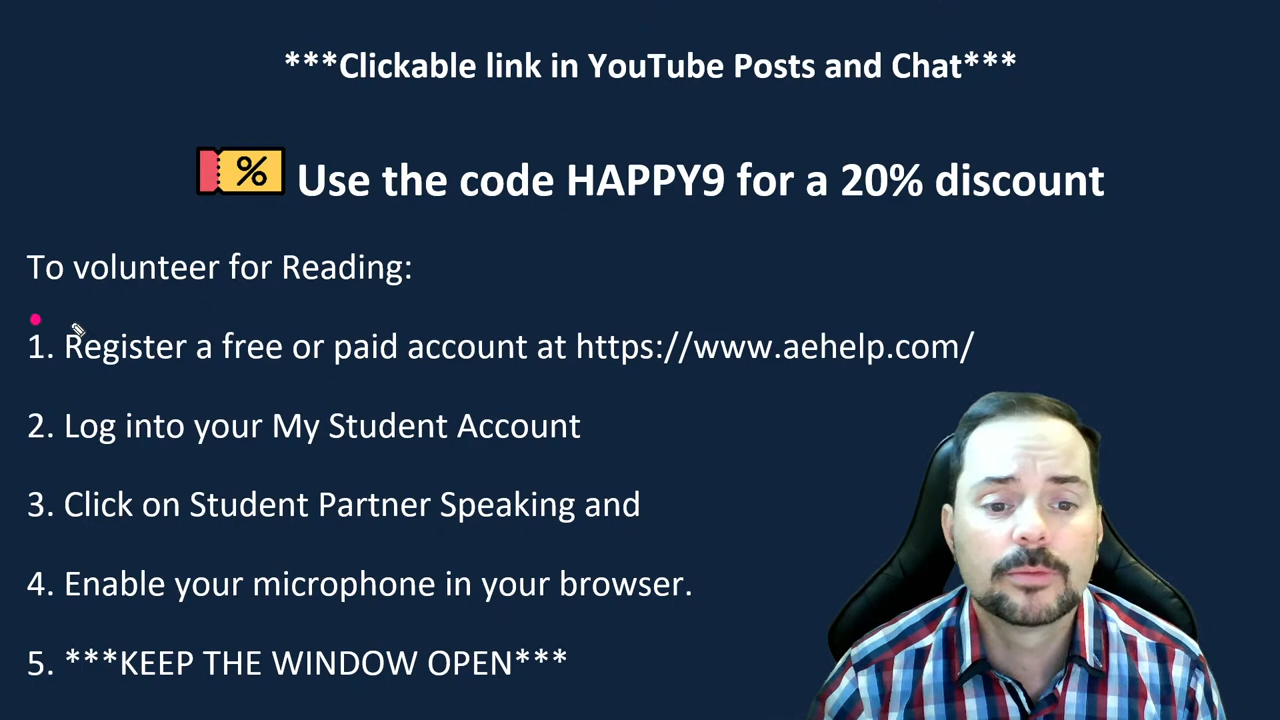 ***Clickable link in YouTube Posts and Chat***
% Use the code HAPPY9 for a 20% discount
To volunteer for Reading:
1. Register a free or paid account at https://www.aehelp.com/
2. Log into your My Student Account
3. Click on Student Partner Speaking and
4. Enable your microphone in your browser.
5. ***KEEP THE WINDOW OPEN***